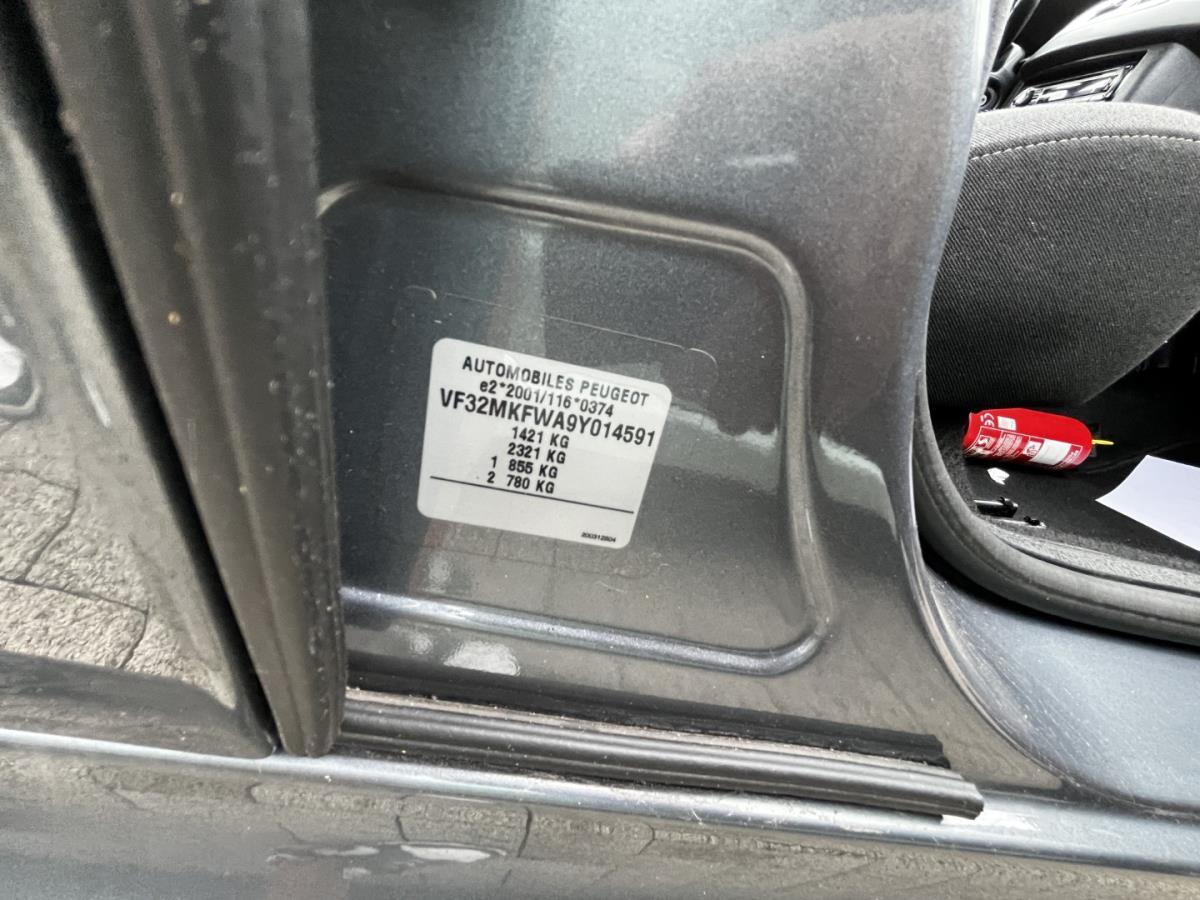 AUTOMOBILES PEUGEOT
e2*2001/116*0374
VF32MKFWA9Y014591
1421 KG
2321 KG
1 855 KG
2 780 KG